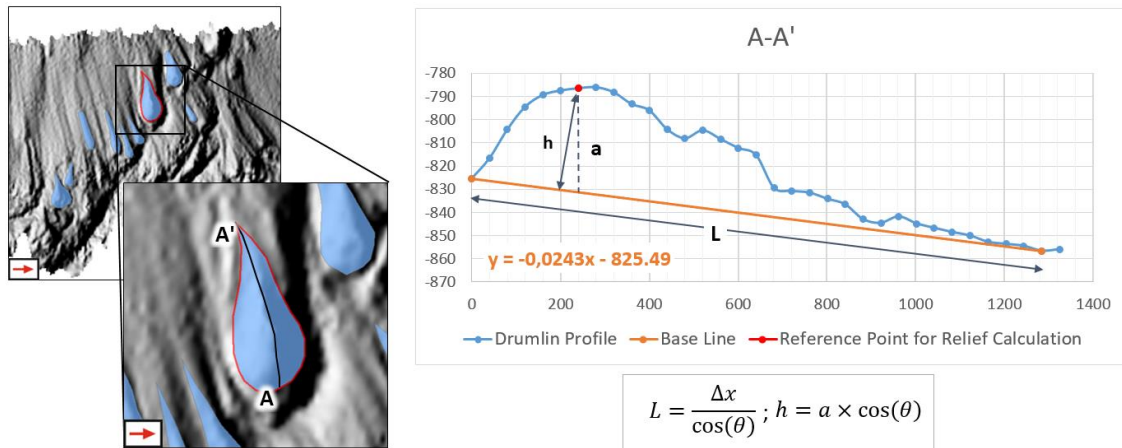 A'
A
A-A'
-780
-790
-800
-810
-820
-830
-840
-850
-860
-870
h
a
L
y = -0,0243x - 825.49
0 200 400 600 800 1000 1200 1400
Drumlin Profile Base Line Reference Point for Relief Calculation
L = Δx / cos(θ) ; h = a × cos(θ)